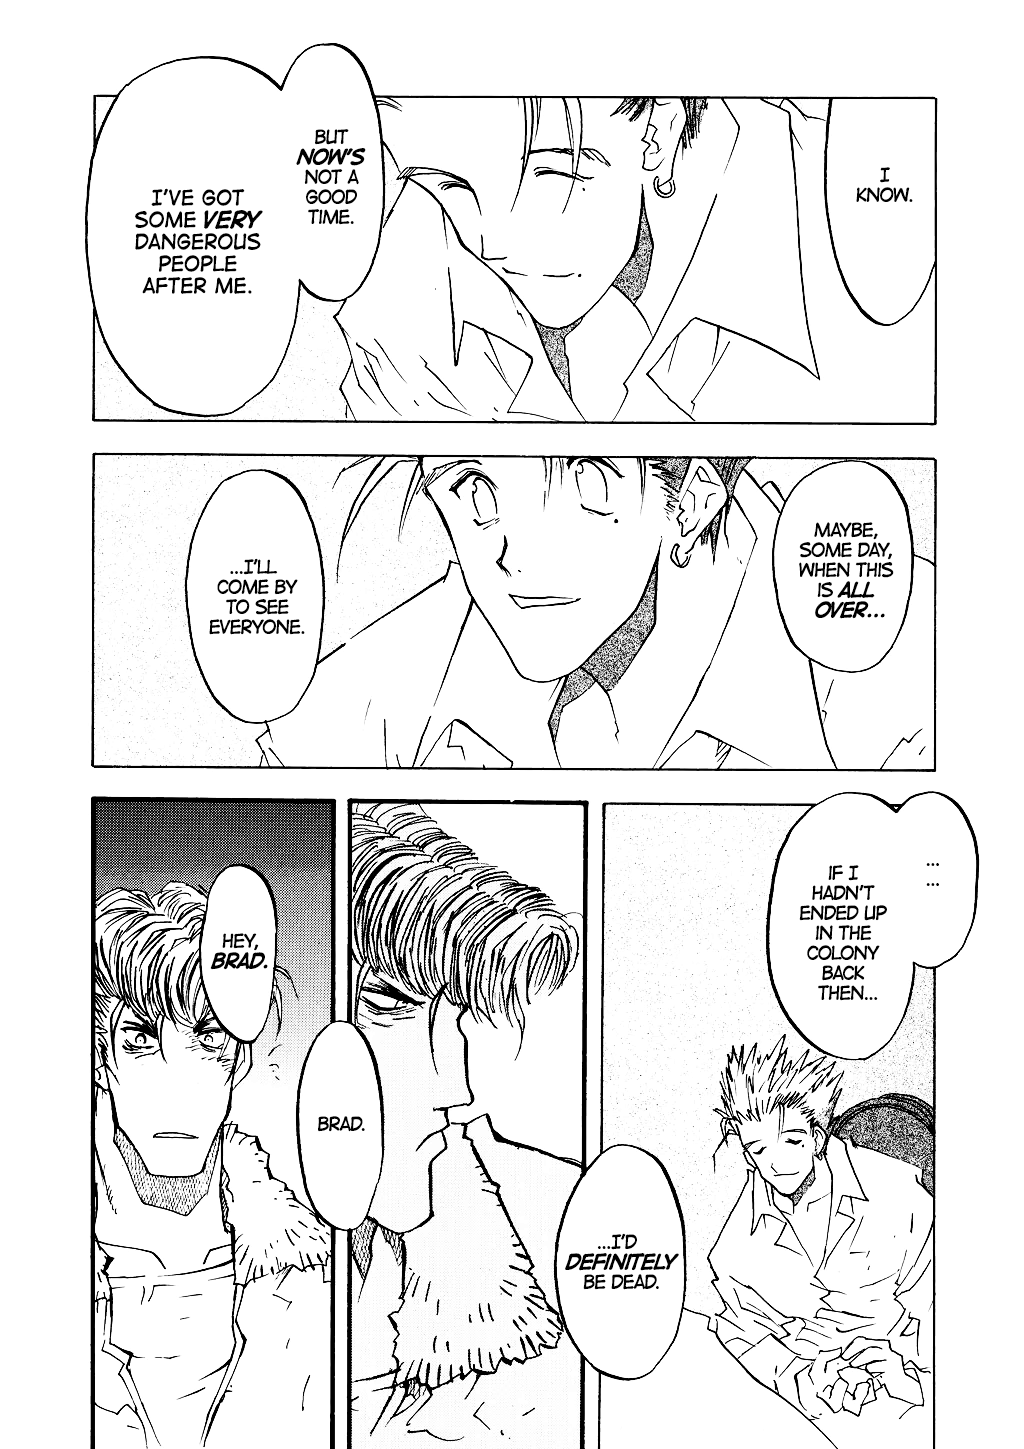 I
KNOW.
BUT
NOW'S
NOT A
GOOD
TIME.
I'VE GOT
SOME VERY
DANGEROUS
PEOPLE
AFTER ME.
MAYBE,
SOME DAY,
WHEN THIS
IS ALL
OVER...
...I'LL
COME BY
TO SEE
EVERYONE.
...
...
IF I
HADN'T
ENDED UP
IN THE
COLONY
BACK
THEN...
...I'D
DEFINITELY
BE DEAD.
BRAD.
HEY,
BRAD.